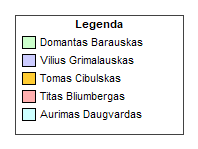 Legenda
Domantas Barauskas
Vilius Grimalauskas
Tomas Cibulskas
Titas Bliumbergas
Aurimas Daugvardas